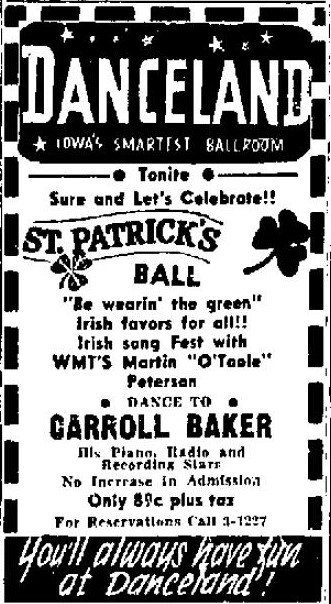 DANCELAND
IOWA'S SMARTEST BALLROOM
Tonite
Sure and Let's Celebrate!!
ST. PATRICK'S
BALL
"Be wearin' the green"
Irish favors for all!!
Irish song Fest with
WMT'S Martin "O'Toole"
Peterson
DANCE TO
CARROLL BAKER
His Piano, Radio and
Recording Stars
No Increase in Admission
Only 89c plus tax
For Reservations Call 3-1227
You'll always have fun
at Danceland!